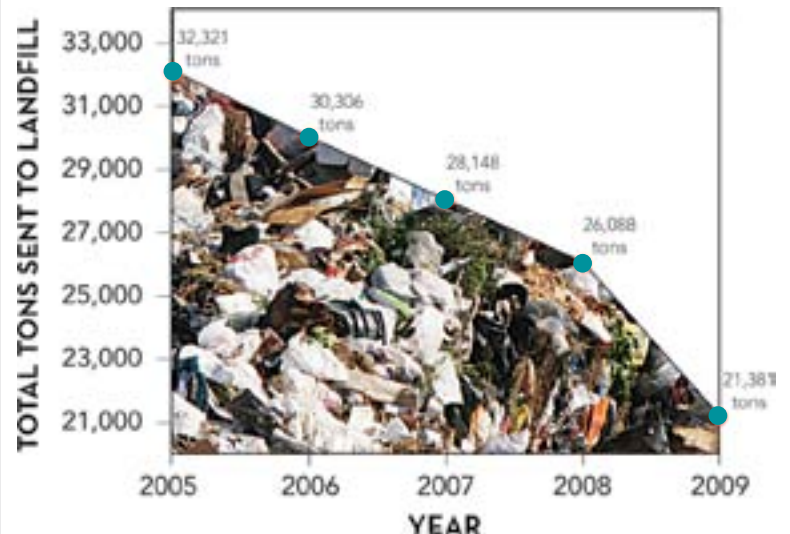 TOTAL TONS SENT TO LANDFILL
33,000
31,000
29,000
27,000
25,000
23,000
21,000
32,321
tons
30,306
tons
28,148
tons
26,088
tons
21,381
tons
2005 2006 2007 2008 2009
YEAR